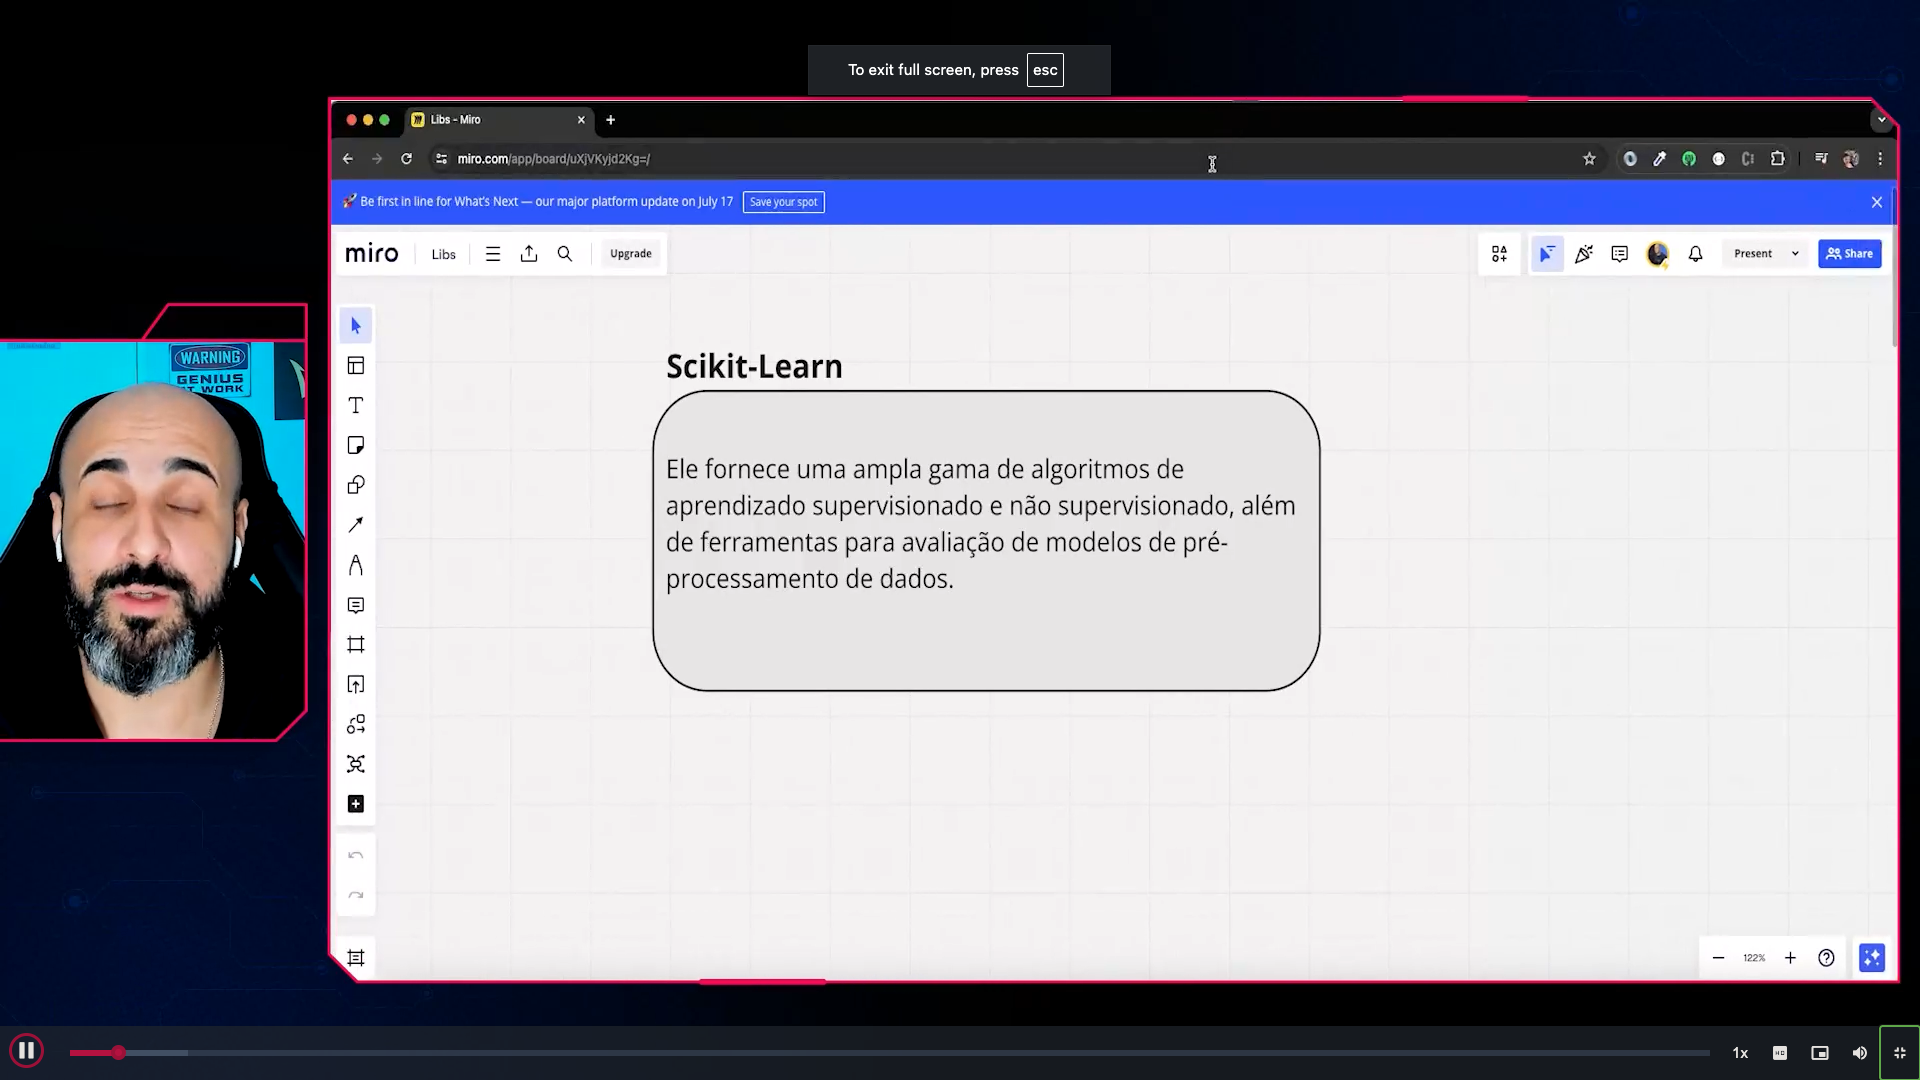 To exit full screen, press esc
Libs - Miro
miro.com/app/board/uXjVKyjd2Kg=/
🚀 Be first in line for What's Next — our major platform update on July 17 Save your spot
miro Libs Upgrade
Present Share
WARNING
GENIUS
AT WORK
Scikit-Learn
Ele fornece uma ampla gama de algoritmos de
aprendizado supervisionado e não supervisionado, além
de ferramentas para avaliação de modelos de pré-
processamento de dados.
122%
1x
HD